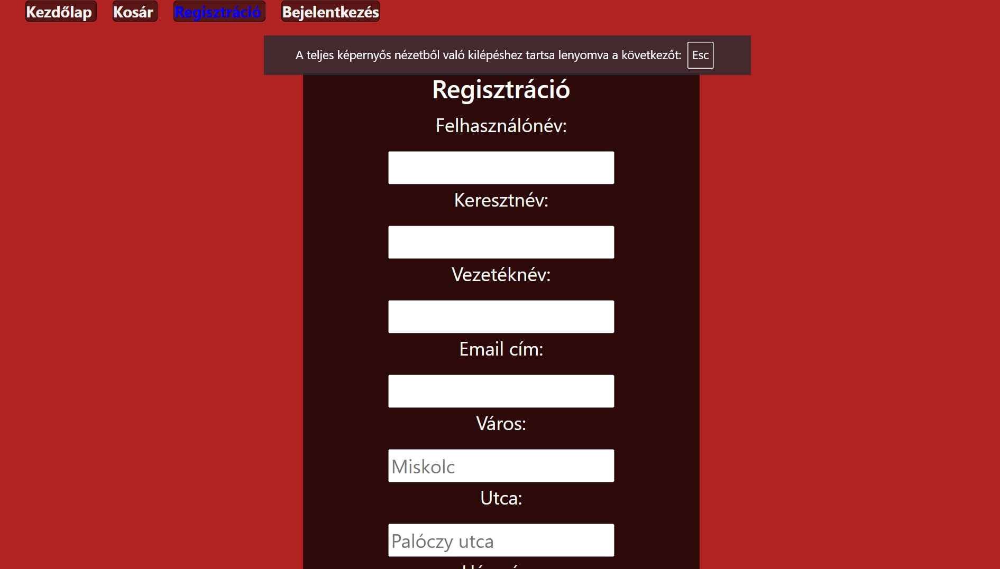 Kezdőlap Kosár Regisztráció Bejelentkezés
A teljes képernyős nézetből való kilépéshez tartsa lenyomva a következőt: Esc
Regisztráció
Felhasználónév:
Keresztnév:
Vezetéknév:
Email cím:
Város:
Miskolc
Utca:
Palóczy utca